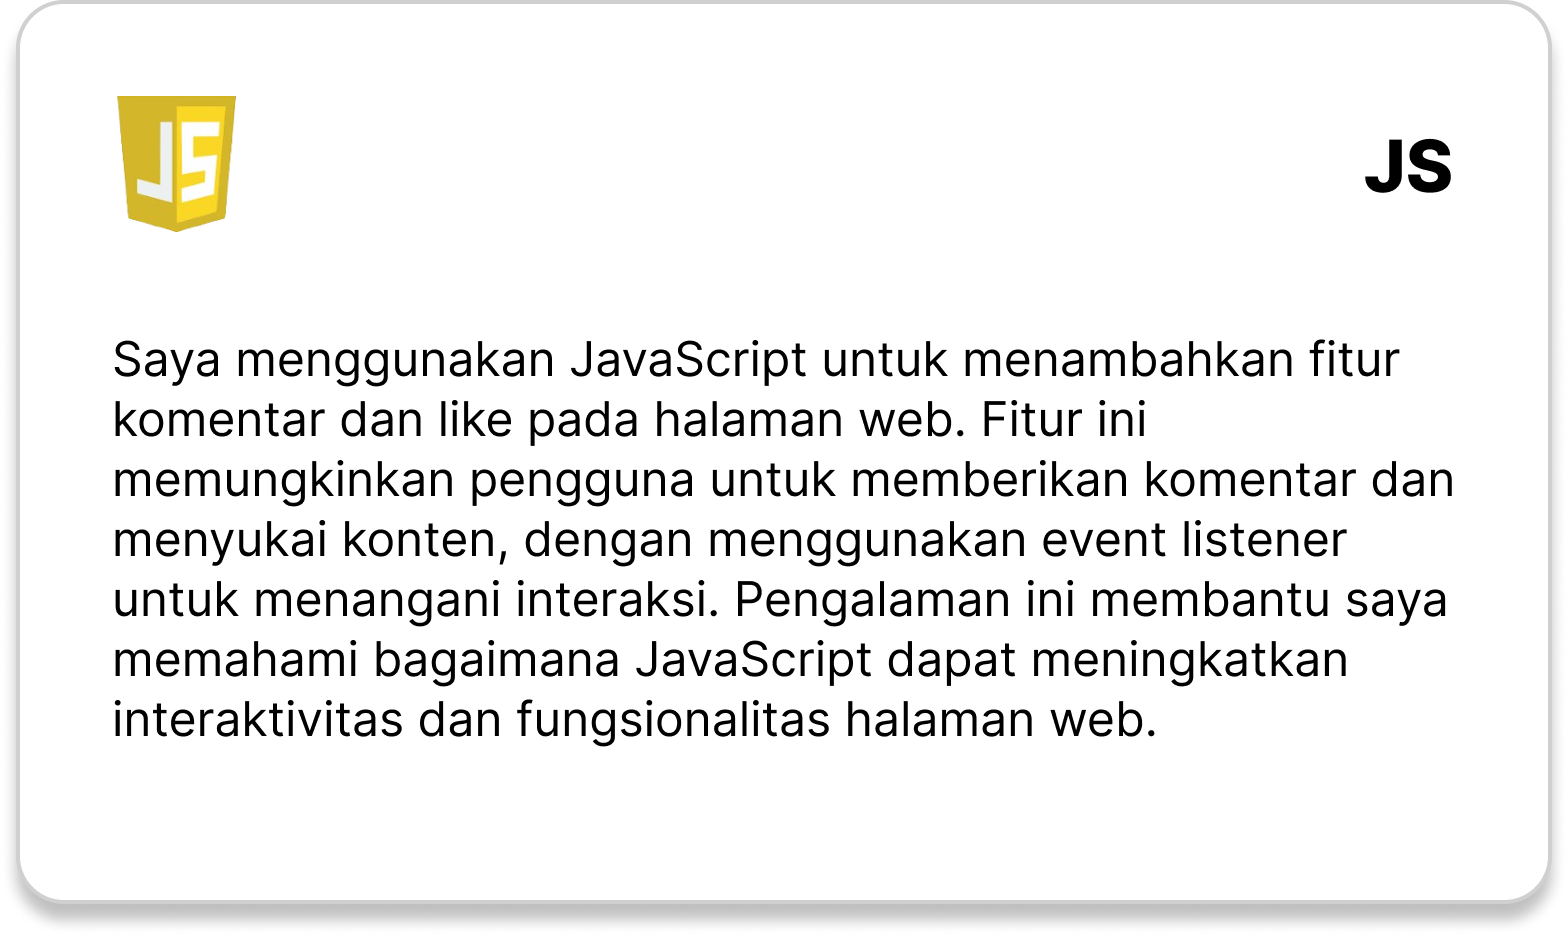 JS
JS
Saya menggunakan JavaScript untuk menambahkan fitur
komentar dan like pada halaman web. Fitur ini
memungkinkan pengguna untuk memberikan komentar dan
menyukai konten, dengan menggunakan event listener
untuk menangani interaksi. Pengalaman ini membantu saya
memahami bagaimana JavaScript dapat meningkatkan
interaktivitas dan fungsionalitas halaman web.